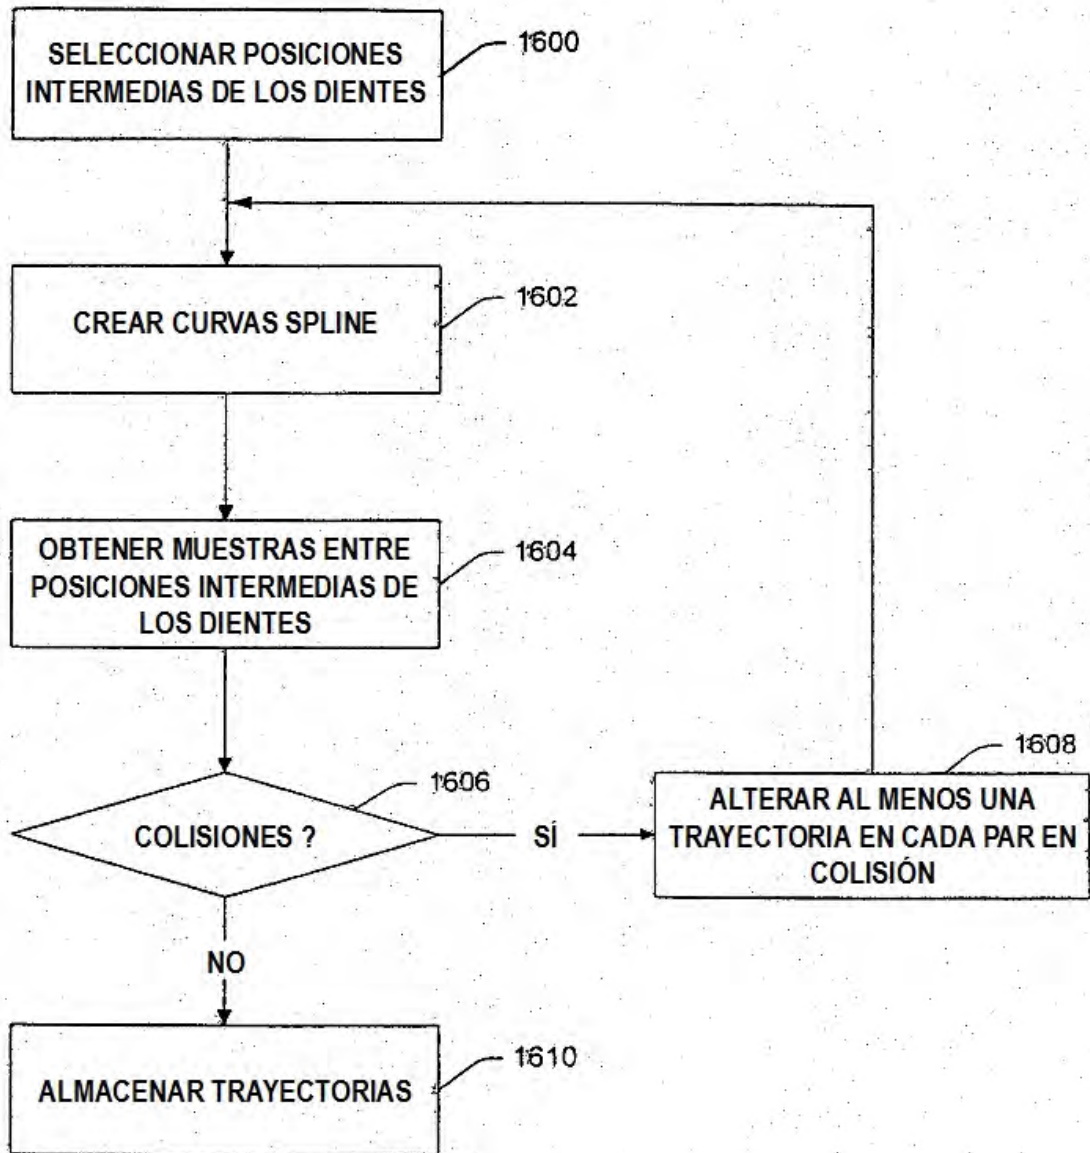 SELECCIONAR POSICIONES
INTERMEDIAS DE LOS DIENTES
1600
CREAR CURVAS SPLINE
1602
OBTENER MUESTRAS ENTRE
POSICIONES INTERMEDIAS DE
LOS DIENTES
1604
COLISIONES ?
1606
SÍ
ALTERAR AL MENOS UNA
TRAYECTORIA EN CADA PAR EN
COLISIÓN
1608
NO
ALMACENAR TRAYECTORIAS
1610